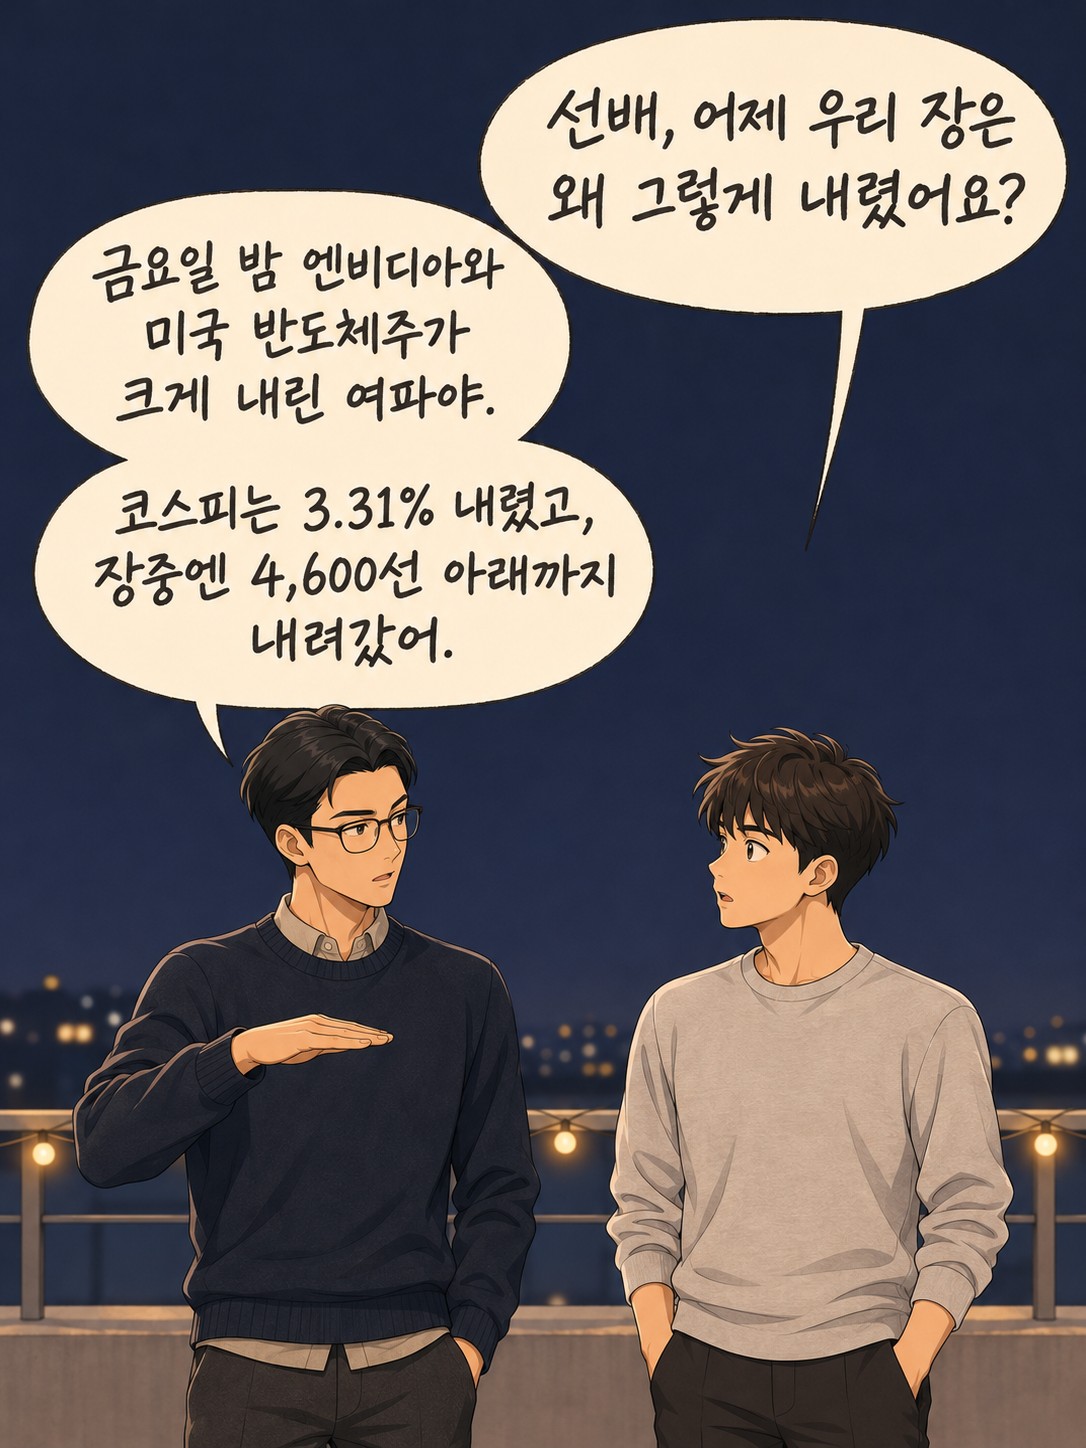 선배, 어제 우리 장은
왜 그렇게 내렸어요?
금요일 밤 엔비디아와
미국 반도체주가
크게 내린 여파야.
코스피는 3.31% 내렸고,
장중엔 4,600선 아래까지
내려갔어.